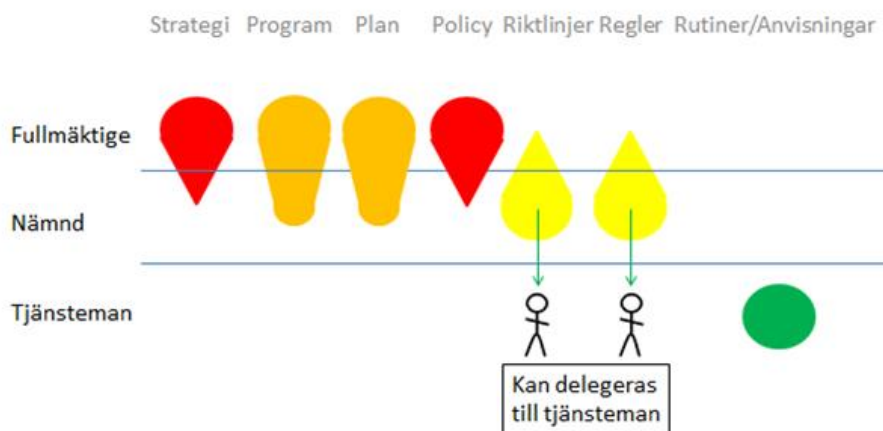 Strategi Program Plan Policy Riktlinjer Regler Rutiner/Anvisningar
Fullmäktige
Nämnd
Tjänsteman
Kan delegeras
till tjänsteman